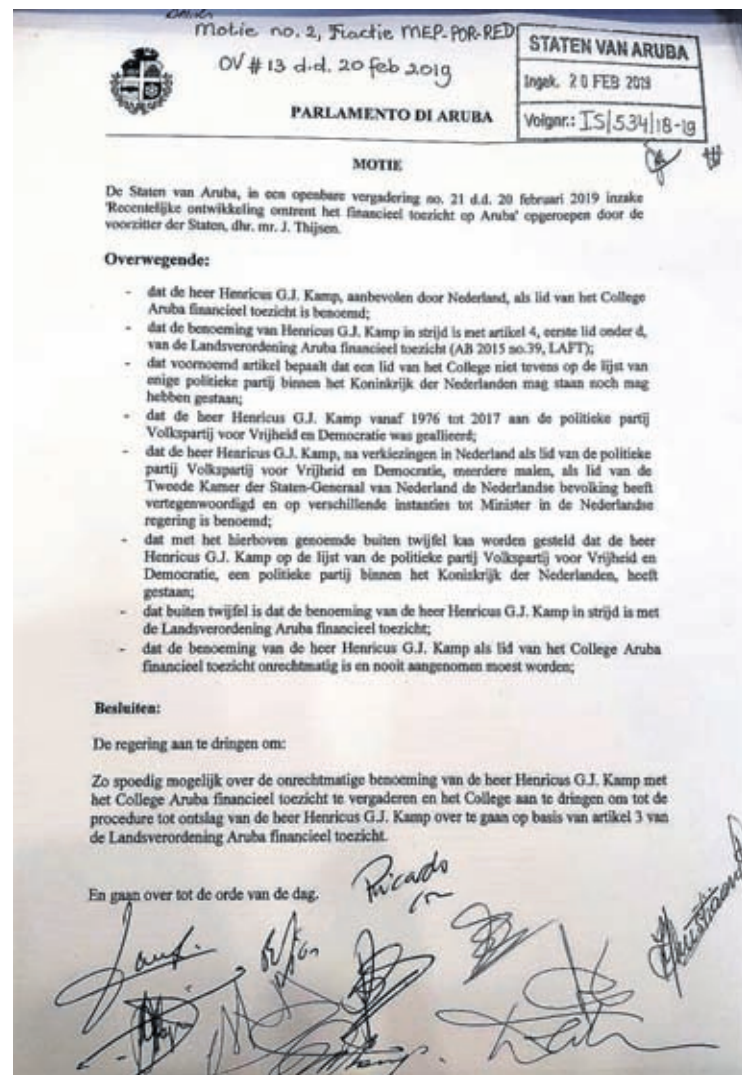 Motie no. 2, Fractie MEP-POR-RED
OV #13 d.d. 20 feb 2019
STATEN VAN ARUBA
Ingek. 20 FEB 2019
Volgnr.: IS/534/18-19
PARLAMENTO DI ARUBA
MOTIE
De Staten van Aruba, in een openbare vergadering no. 21 d.d. 20 februari 2019 inzake
'Recentelijke ontwikkeling omtrent het financieel toezicht op Aruba' opgeroepen door de
voorzitter der Staten, dhr. mr. J. Thijsen.
Overwegende:
- dat de heer Henricus G.J. Kamp, aanbevolen door Nederland, als lid van het College
Aruba financieel toezicht is benoemd;
- dat de benoeming van Henricus G.J. Kamp in strijd is met artikel 4, eerste lid onder d,
van de Landsverordening Aruba financieel toezicht (AB 2015 no.39, LAFT);
- dat voornoemd artikel bepaalt dat een lid van het College niet tevens op de lijst van
enige politieke partij binnen het Koninkrijk der Nederlanden mag staan noch mag
hebben gestaan;
- dat de heer Henricus G.J. Kamp vanaf 1976 tot 2017 aan de politieke partij
Volkspartij voor Vrijheid en Democratie was geallieerd;
- dat de heer Henricus G.J. Kamp, na verkiezingen in Nederland als lid van de politieke
partij Volkspartij voor Vrijheid en Democratie, meerdere malen, als lid van de
Tweede Kamer der Staten-Generaal van Nederland de Nederlandse bevolking heeft
vertegenwoordigd en op verschillende instanties tot Minister in de Nederlandse
regering is benoemd;
- dat met het hierboven genoemde buiten twijfel kan worden gesteld dat de heer
Henricus G.J. Kamp op de lijst van de politieke partij Volkspartij voor Vrijheid en
Democratie, een politieke partij binnen het Koninkrijk der Nederlanden, heeft
gestaan;
- dat buiten twijfel is dat de benoeming van de heer Henricus G.J. Kamp in strijd is met
de Landsverordening Aruba financieel toezicht;
- dat de benoeming van de heer Henricus G.J. Kamp als lid van het College Aruba
financieel toezicht onrechtmatig is en nooit aangenomen moest worden;
Besluiten:
De regering aan te dringen om:
Zo spoedig mogelijk over de onrechtmatige benoeming van de heer Henricus G.J. Kamp met
het College Aruba financieel toezicht te vergaderen en het College aan te dringen om tot de
procedure tot ontslag van de heer Henricus G.J. Kamp over te gaan op basis van artikel 3 van
de Landsverordening Aruba financieel toezicht.
En gaan over tot de orde van de dag.
Ricardo